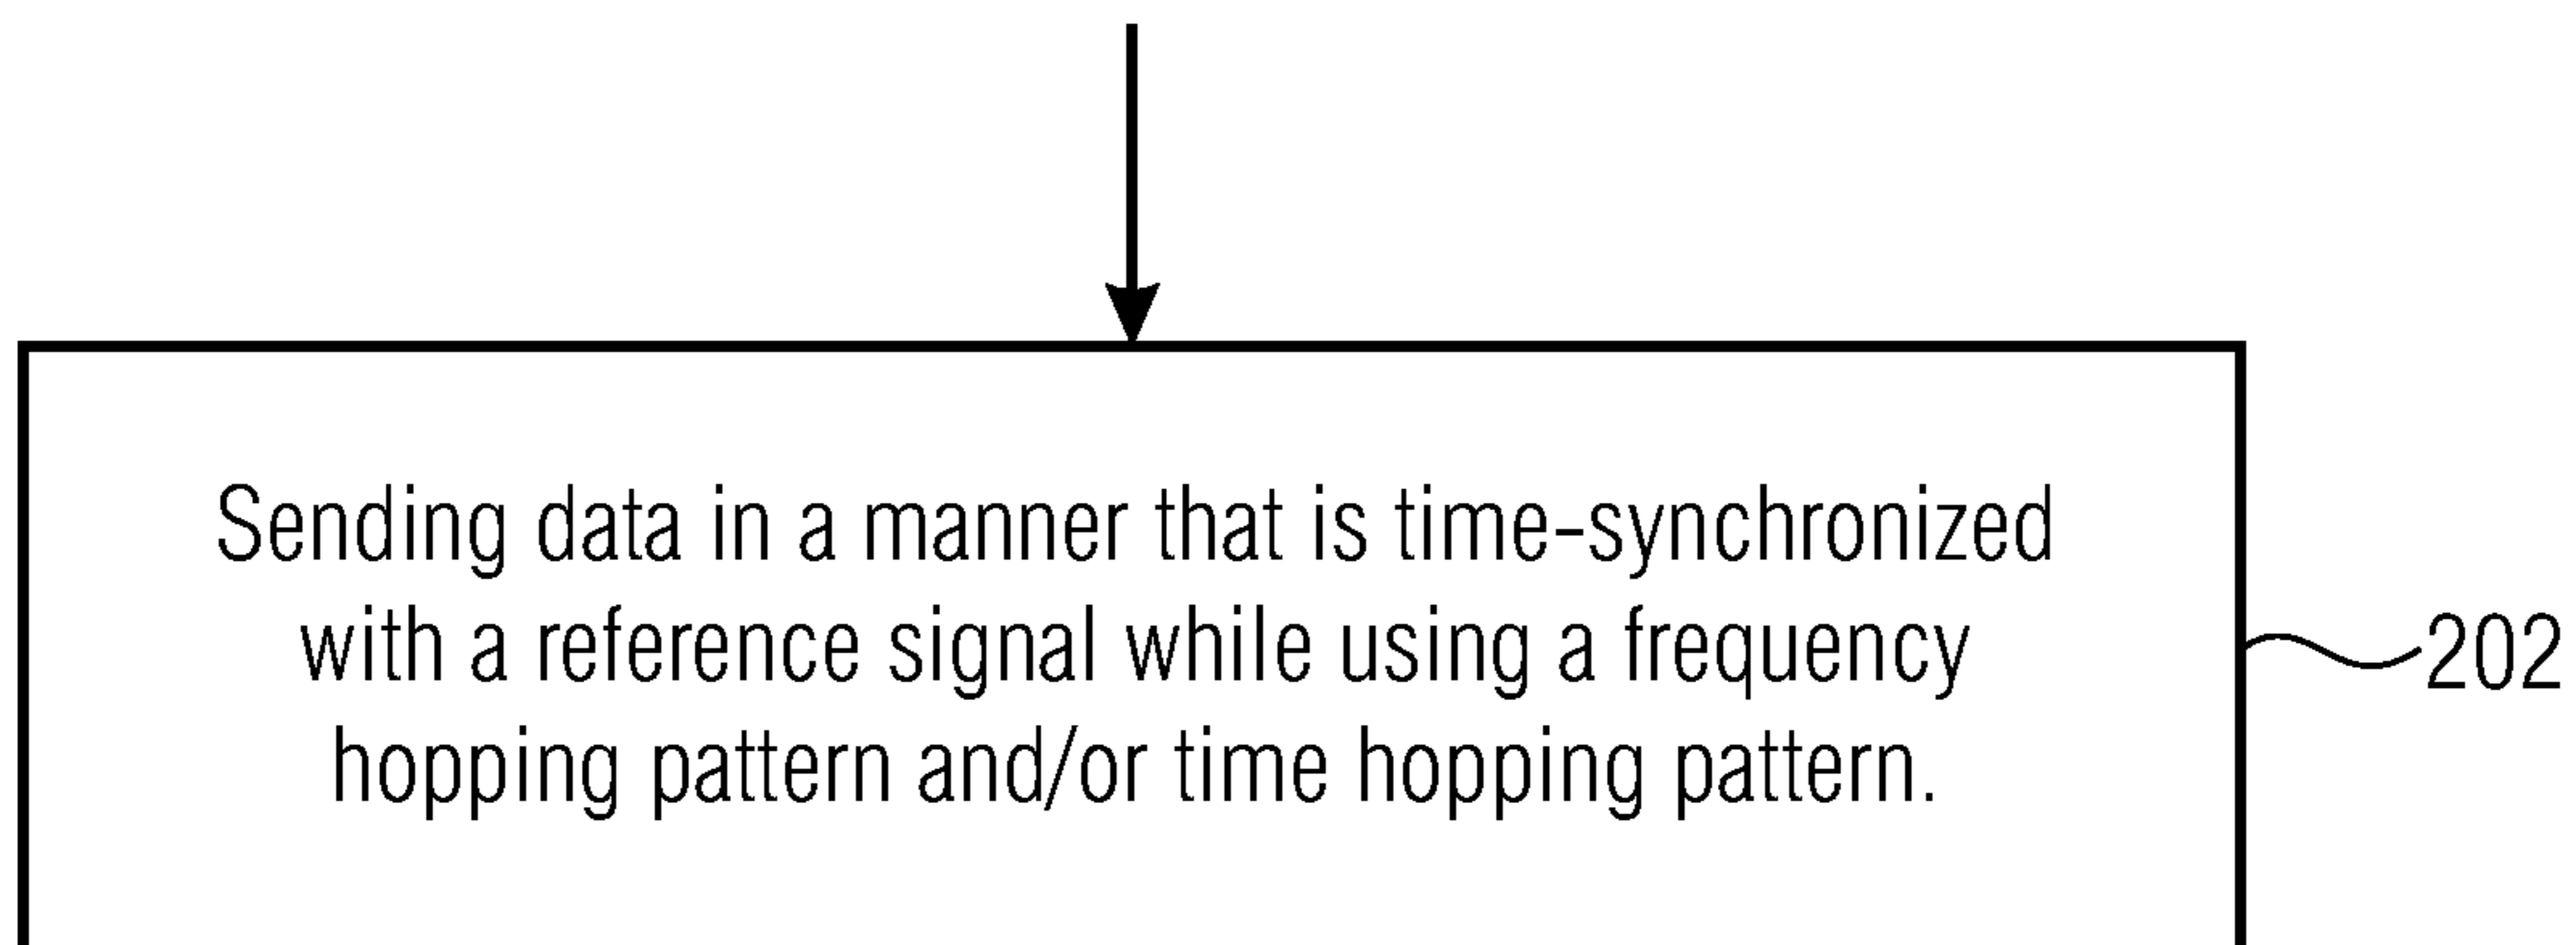 Sending data in a manner that is time-synchronized
with a reference signal while using a frequency
hopping pattern and/or time hopping pattern.
202